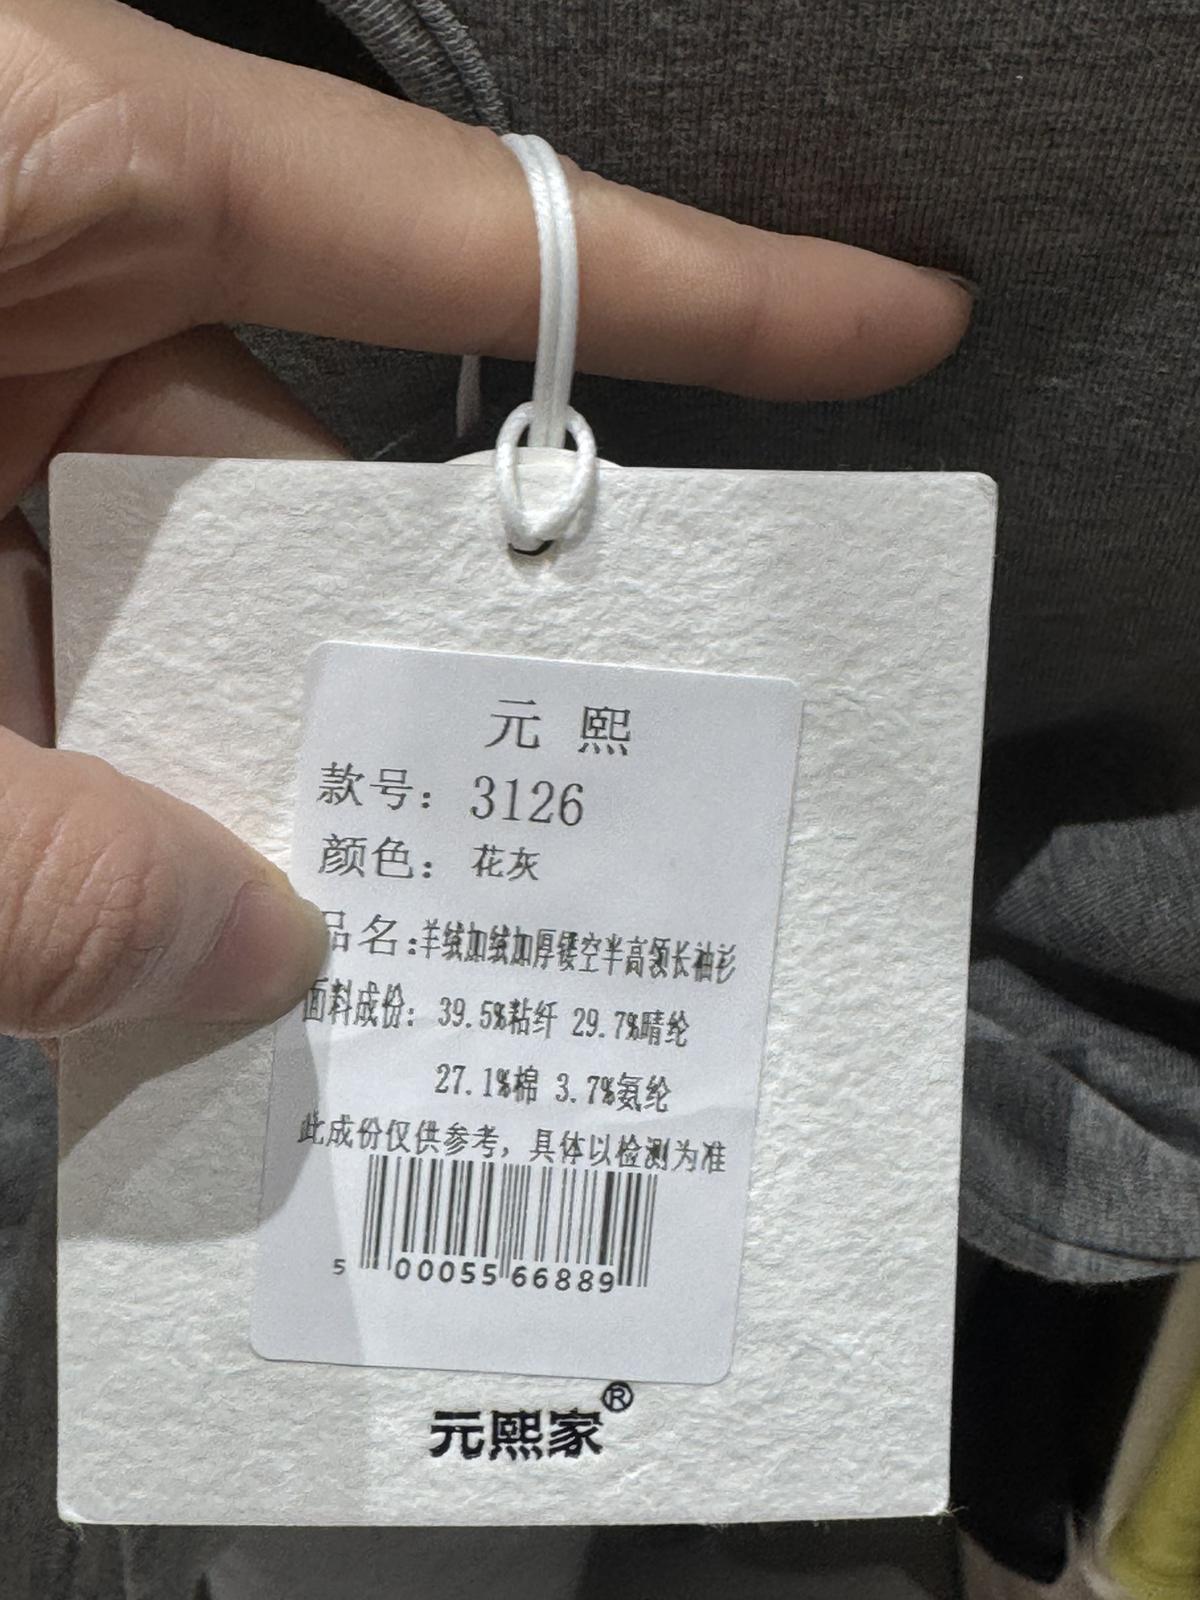 元 熙
款号：3126
颜色：花灰
品名：羊绒加绒加厚镂空半高领长袖衫
面料成份：39.5%粘纤 29.7%晴纶
27.1%棉 3.7%氨纶
此成份仅供参考，具体以检测为准
5 000055 66889
元熙家®